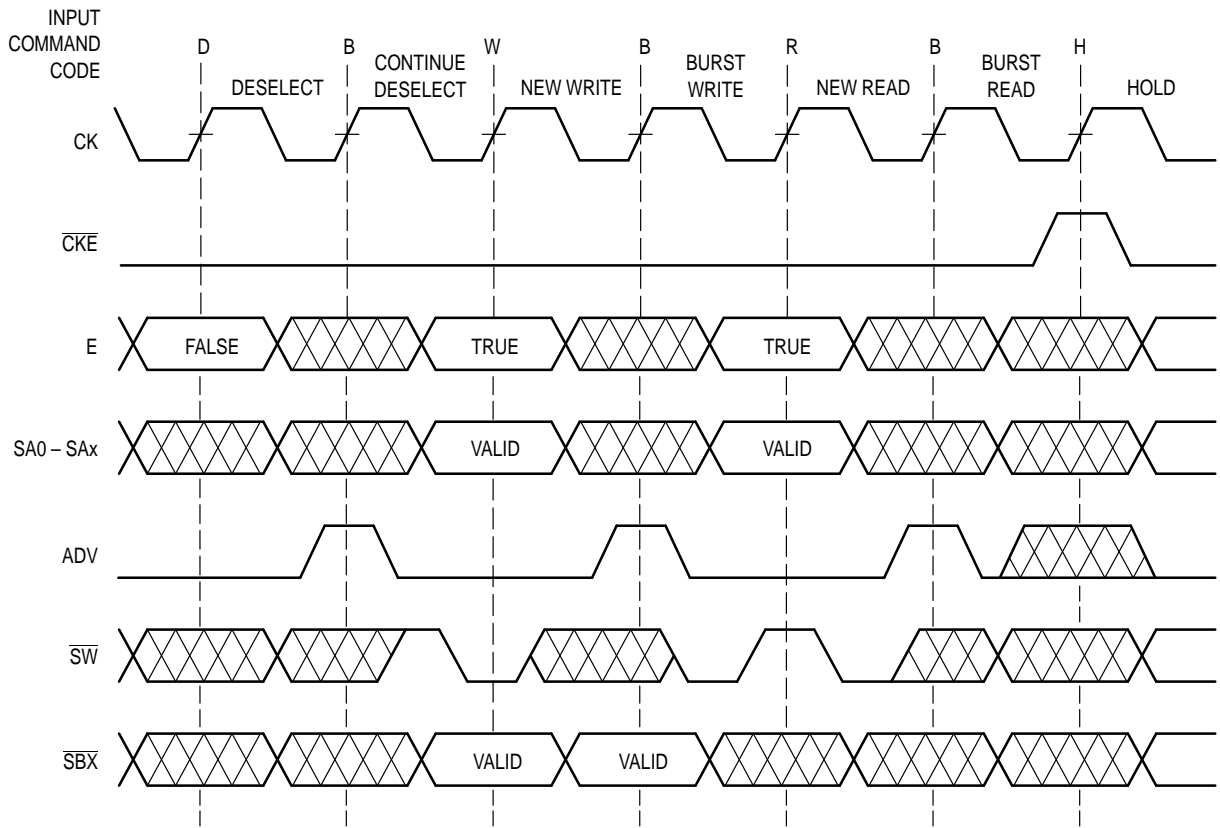 INPUT
COMMAND
CODE
D B W B R B H
DESELECT
CONTINUE
DESELECT
NEW WRITE
BURST
WRITE
NEW READ
BURST
READ
HOLD
CK
CKE
E
FALSE TRUE TRUE
SA0 – SAx
VALID VALID
ADV
SW
SBX
VALID VALID